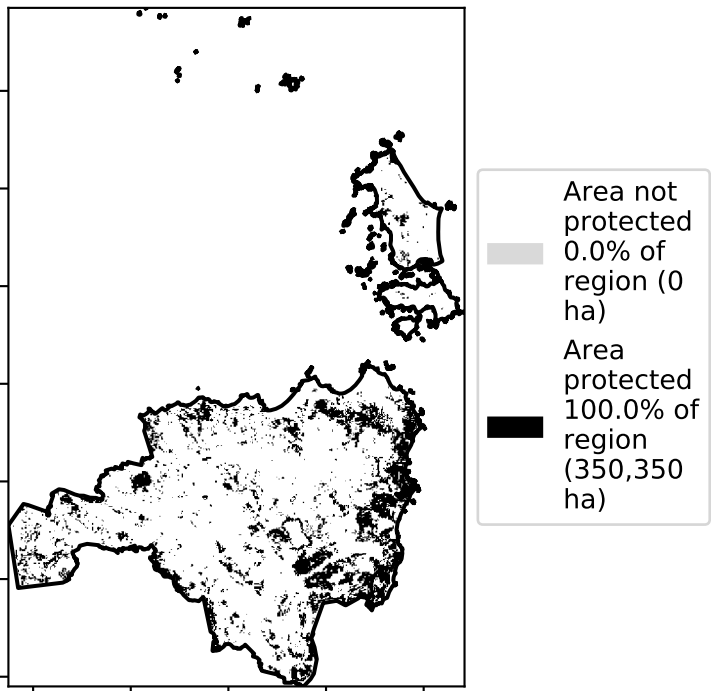 Area not
protected
0.0% of
region (0
ha)
Area
protected
100.0% of
region
(350,350
ha)